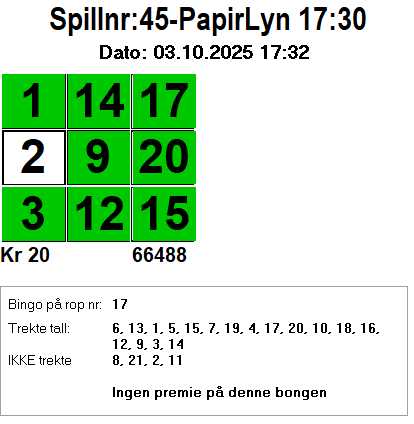 Spillnr:45-PapirLyn 17:30
Dato: 03.10.2025 17:32
1 14 17
2 9 20
3 12 15
Kr 20 66488
Bingo på rop nr: 17
Trekte tall: 6, 13, 1, 5, 15, 7, 19, 4, 17, 20, 10, 18, 16,
12, 9, 3, 14
IKKE trekte 8, 21, 2, 11
Ingen premie på denne bongen